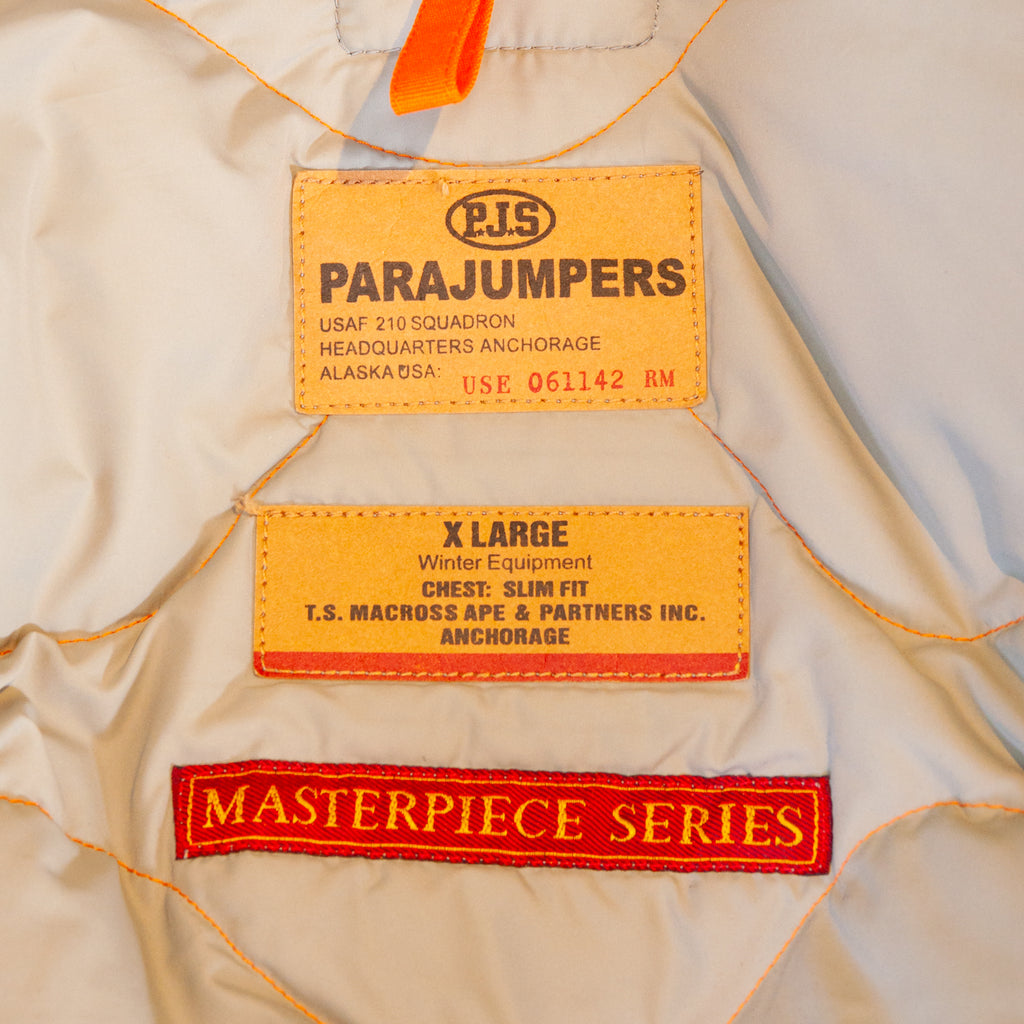 P.J.S
PARAJUMPERS
USAF 210 SQUADRON
HEADQUARTERS ANCHORAGE
ALASKA USA: USE 061142 RM
X LARGE
Winter Equipment
CHEST: SLIM FIT
T.S. MACROSS APE & PARTNERS INC.
ANCHORAGE
MASTERPIECE SERIES